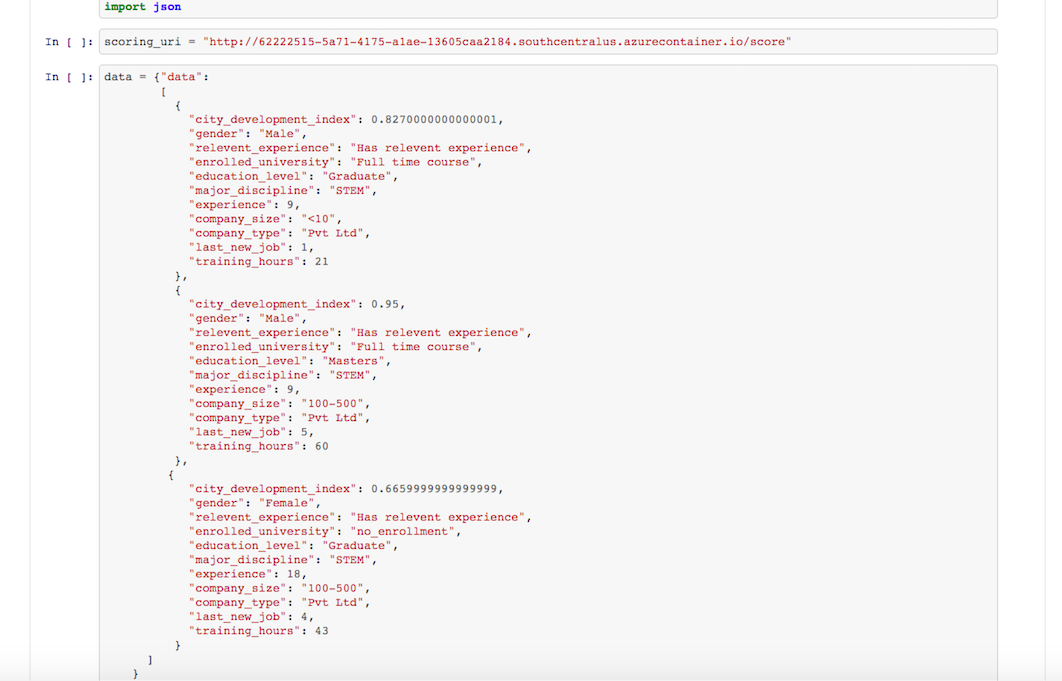 import json
In [ ]: scoring_uri = "http://62222515-5a71-4175-a1ae-13605caa2184.southcentralus.azurecontainer.io/score"
In [ ]: data = {"data":
[
{
"city_development_index": 0.8270000000000001,
"gender": "Male",
"relevent_experience": "Has relevent experience",
"enrolled_university": "Full time course",
"education_level": "Graduate",
"major_discipline": "STEM",
"experience": 9,
"company_size": "<10",
"company_type": "Pvt Ltd",
"last_new_job": 1,
"training_hours": 21
},
{
"city_development_index": 0.95,
"gender": "Male",
"relevent_experience": "Has relevent experience",
"enrolled_university": "Full time course",
"education_level": "Masters",
"major_discipline": "STEM",
"experience": 9,
"company_size": "100-500",
"company_type": "Pvt Ltd",
"last_new_job": 5,
"training_hours": 60
},
{
"city_development_index": 0.6659999999999999,
"gender": "Female",
"relevent_experience": "Has relevent experience",
"enrolled_university": "no_enrollment",
"education_level": "Graduate",
"major_discipline": "STEM",
"experience": 18,
"company_size": "100-500",
"company_type": "Pvt Ltd",
"last_new_job": 4,
"training_hours": 43
}
]
}